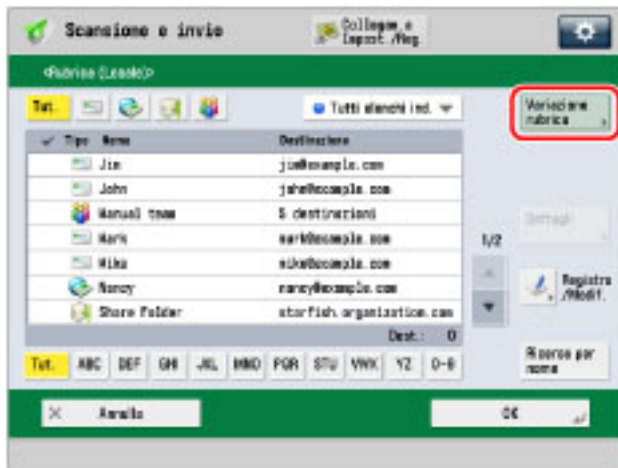 Scansione e invio
Collegam. e
Impost./Reg.
<Rubrica (Locale)>
Tut.
Tutti elenchi ind.
Variazione
rubrica
Tipo Nome Destinazione
Jim jim@example.com
John john@example.com
Manual team 5 destinazioni
Mark mark@example.com
Mike mike@example.com
Nancy nancy@example.com
Share Folder starfish.organization.com
1/2
Dettagli
Registra
/Modif.
Dest.: 0
Tut. ABC DEF GHI JKL MNO PQR STU VWX YZ 0-9
Ricerca per
nome
Annulla
OK